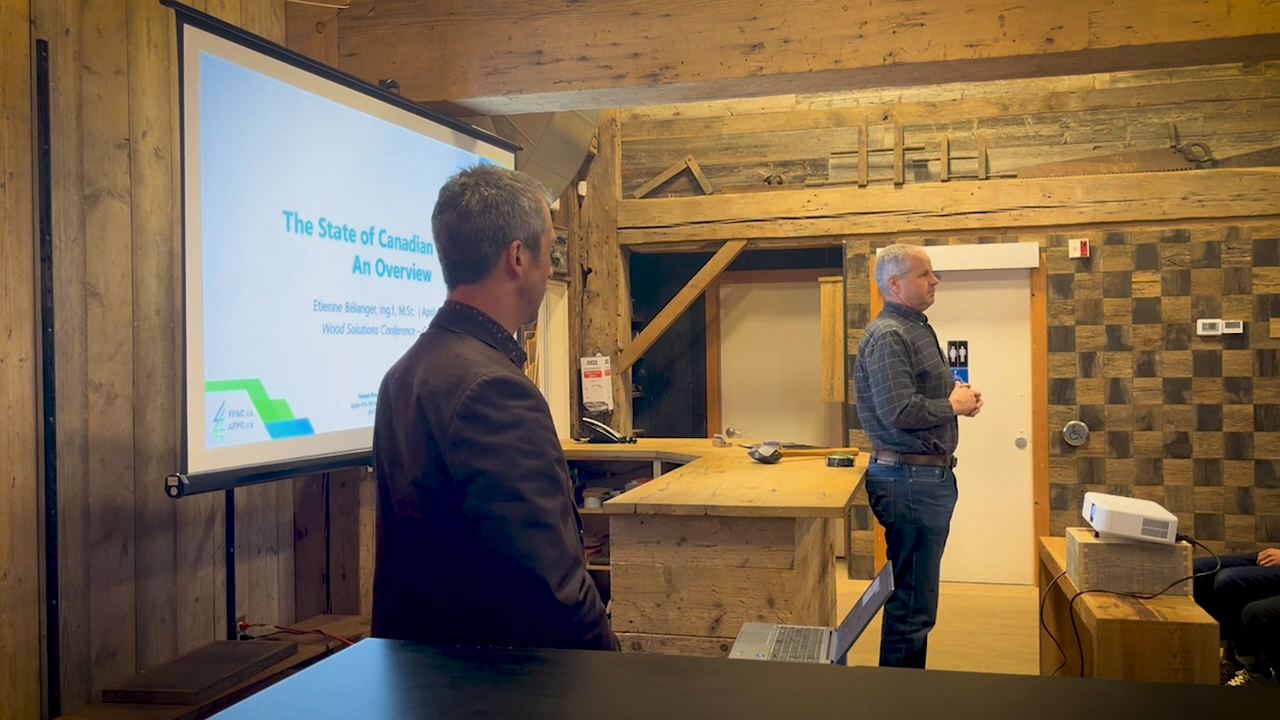 The State of Canadian
An Overview
Etienne Bélanger, ing.f., M.Sc. | April
Wood Solutions Conference –
FPAC.ca
APFC.ca